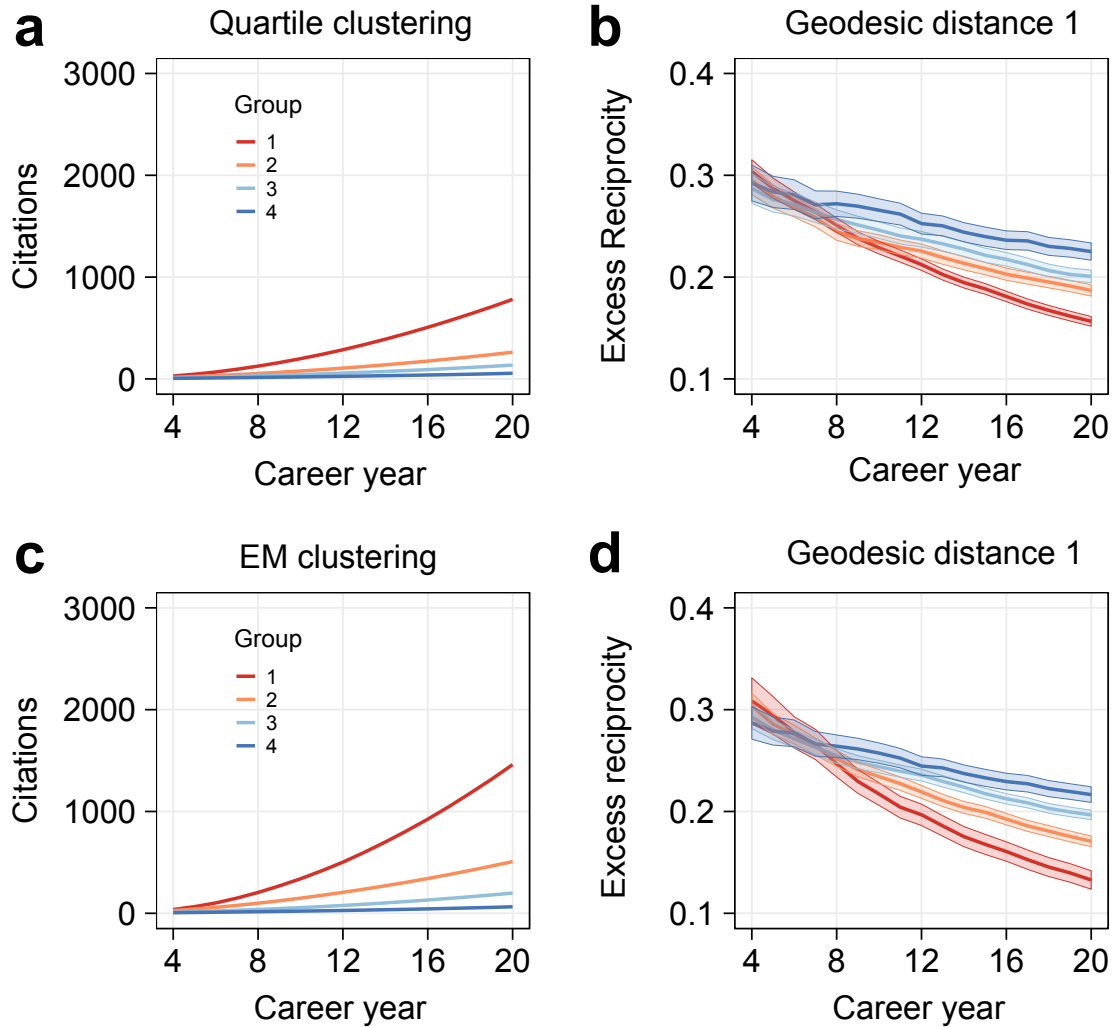 a
Quartile clustering
3000
2000
1000
0
Citations
Group
1
2
3
4
4
8
12
16
20
Career year
b
Geodesic distance 1
0.4
0.3
0.2
0.1
Excess Reciprocity
4
8
12
16
20
Career year
c
EM clustering
3000
2000
1000
0
Citations
Group
1
2
3
4
4
8
12
16
20
Career year
d
Geodesic distance 1
0.4
0.3
0.2
0.1
Excess reciprocity
4
8
12
16
20
Career year